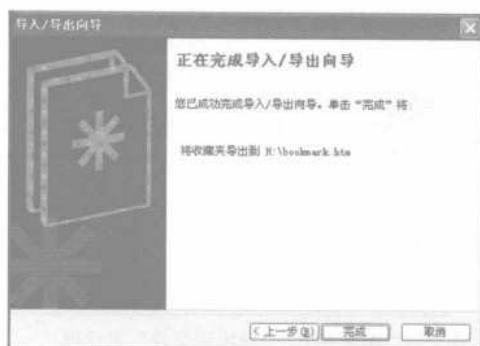 导入/导出向导
正在完成导入/导出向导
您已成功完成导入/导出向导。单击“完成”将:
将收藏夹导出到 H:\bookmark.htm
<上一步(B)
完成
取消